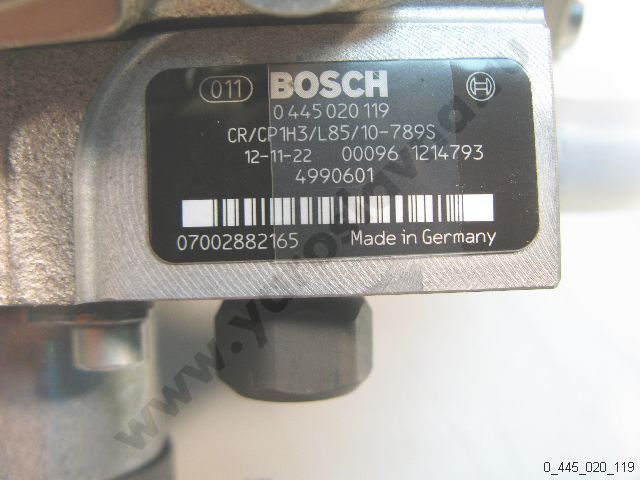 011 BOSCH
0 445 020 119
CR/CP1H3/L85/10-789S
12-11-22 00096 1214793
4990601
07002882165 Made in Germany
0_445_020_119